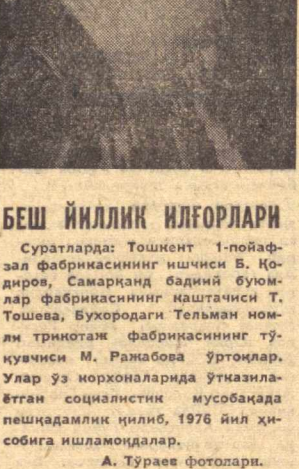 БЕШ ЙИЛЛИК ИЛҒОРЛАРИ
Суратларда: Тошкент 1-пойаф-
зал фабрикасининг ишчиси Б. Қо-
диров, Самарқанд бадиий буюм-
лар фабрикасининг каштачиси Т.
Тошева, Бухородаги Тельман ном-
ли трикотаж фабрикасининг тў-
қувчиси М. Ражабова ўртоқлар.
Улар ўз корхоналарида ўтказила-
ётган социалистик мусобақада
пешқадамлик қилиб, 1976 йил ҳи-
собига ишламоқдалар.
А. Тўраев фотолари.